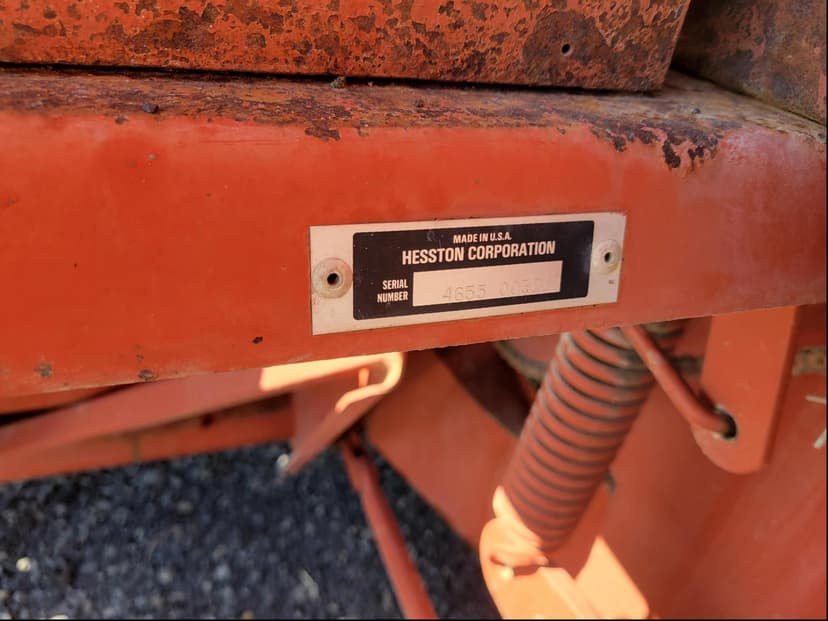 MADE IN U.S.A.
HESSTON CORPORATION
SERIAL
NUMBER
4655